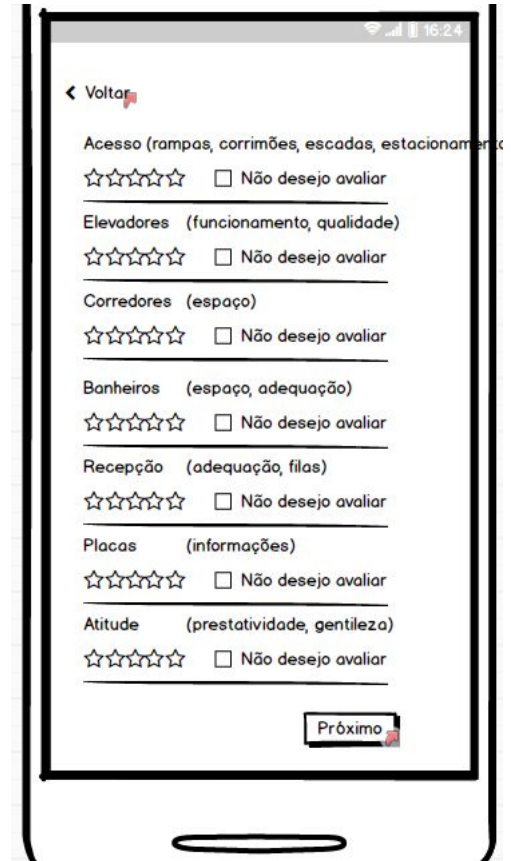 16:24
Voltar
Acesso (rampas, corrimões, escadas, estacionamento
Não desejo avaliar
Elevadores (funcionamento, qualidade)
Não desejo avaliar
Corredores (espaço)
Não desejo avaliar
Banheiros (espaço, adequação)
Não desejo avaliar
Recepção (adequação, filas)
Não desejo avaliar
Placas (informações)
Não desejo avaliar
Atitude (prestatividade, gentileza)
Não desejo avaliar
Próximo